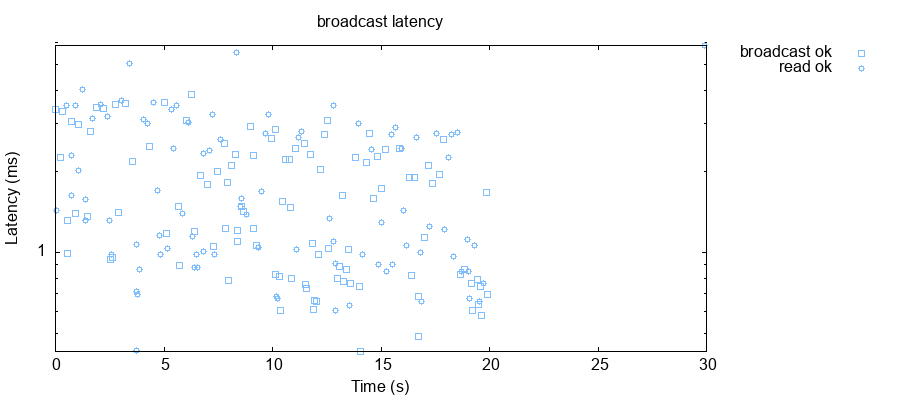 broadcast latency
broadcast ok
read ok
Latency (ms)
1
0 5 10 15 20 25 30
Time (s)